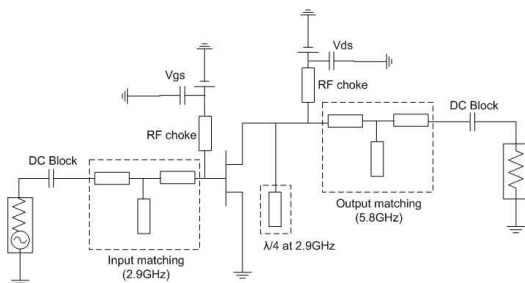 Vds
Vgs
RF choke
RF choke
DC Block
DC Block
Output matching
(5.8GHz)
λ/4 at 2.9GHz
Input matching
(2.9GHz)